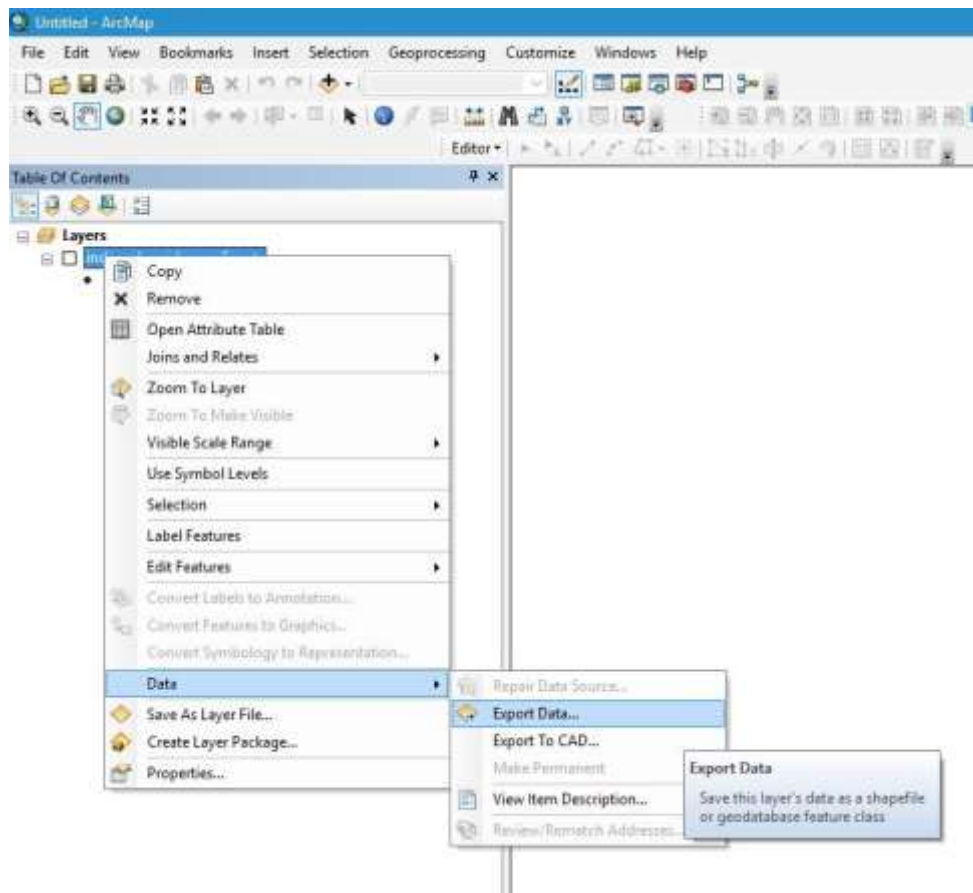 Untitled - ArcMap
File Edit View Bookmarks Insert Selection Geoprocessing Customize Windows Help
Editor
Table Of Contents
Layers
Copy
Remove
Open Attribute Table
Joins and Relates
Zoom To Layer
Zoom To Make Visible
Visible Scale Range
Use Symbol Levels
Selection
Label Features
Edit Features
Convert Labels to Annotation...
Convert Features to Graphics...
Convert Symbology to Representation...
Data
Save As Layer File...
Create Layer Package...
Properties...
Repair Data Source...
Export Data...
Export To CAD...
Make Permanent
View Item Description...
Review/Rematch Addresses...
Export Data
Save this layer's data as a shapefile
or geodatabase feature class